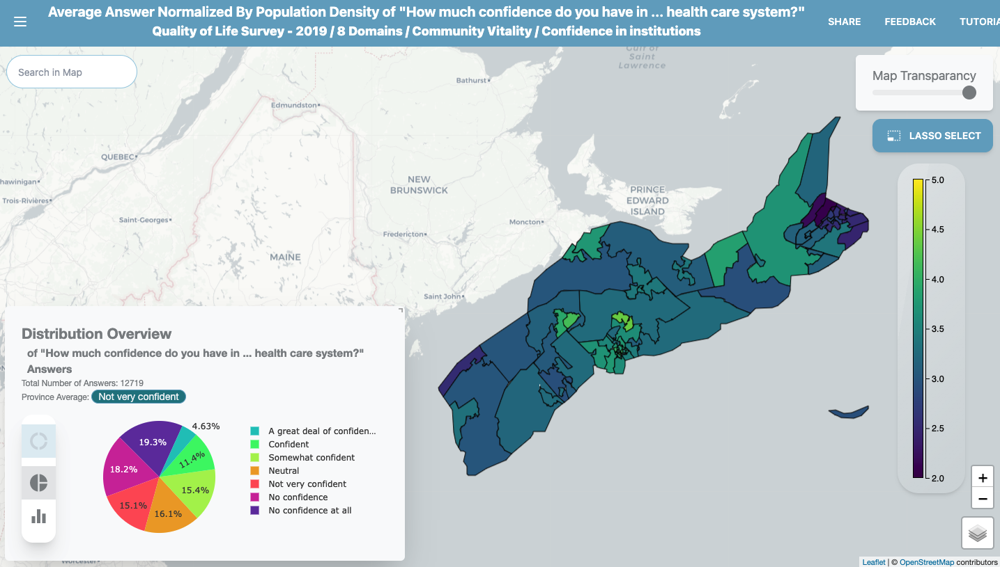 Average Answer Normalized By Population Density of "How much confidence do you have in ... health care system?"
Quality of Life Survey - 2019 / 8 Domains / Community Vitality / Confidence in institutions
SHARE
FEEDBACK
TUTORIA
Search in Map
Gulf of
Saint
Lawrence
Map Transparancy
LASSO SELECT
Bathurst
Edmundston
QUEBEC
hawinigan
Trois-Rivières
Saint-Georges
NEW
BRUNSWICK
PRINCE
EDWARD
ISLAND
Moncton
Fredericton
MAINE
Saint John
5.0
4.5
4.0
3.5
3.0
2.5
2.0
Distribution Overview
of "How much confidence do you have in ... health care system?"
Answers
Total Number of Answers: 12719
Province Average: Not very confident
4.63%
11.4%
15.4%
16.1%
15.1%
18.2%
19.3%
A great deal of confiden...
Confident
Somewhat confident
Neutral
Not very confident
No confidence
No confidence at all
Worcester
+
−
Leaflet | © OpenStreetMap contributors